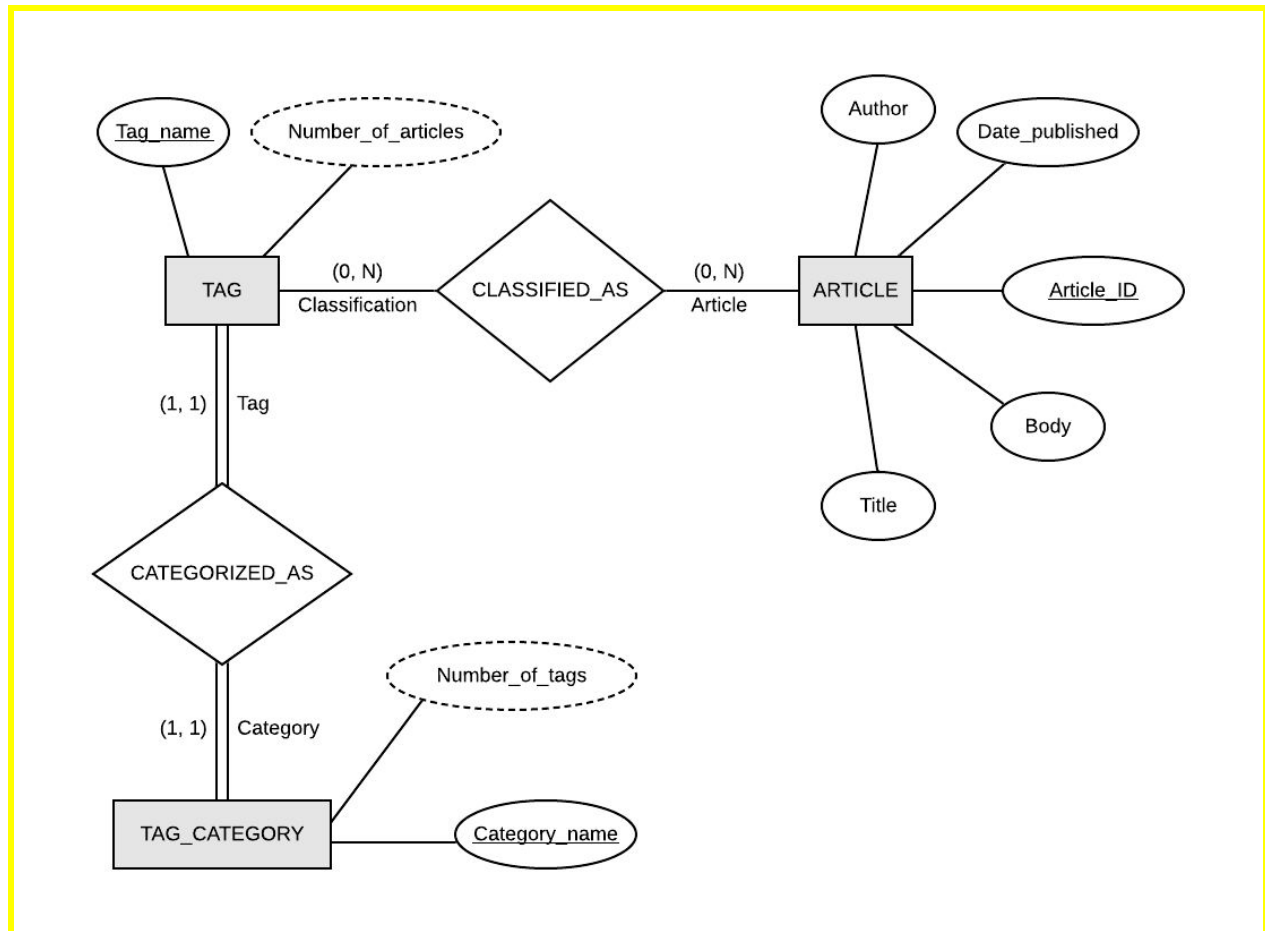 Author
Tag_name
Number_of_articles
Date_published
(0, N)
(0, N)
TAG
CLASSIFIED_AS
ARTICLE
Article_ID
Classification
Article
(1, 1)
Tag
Body
Title
CATEGORIZED_AS
Number_of_tags
(1, 1)
Category
TAG_CATEGORY
Category_name